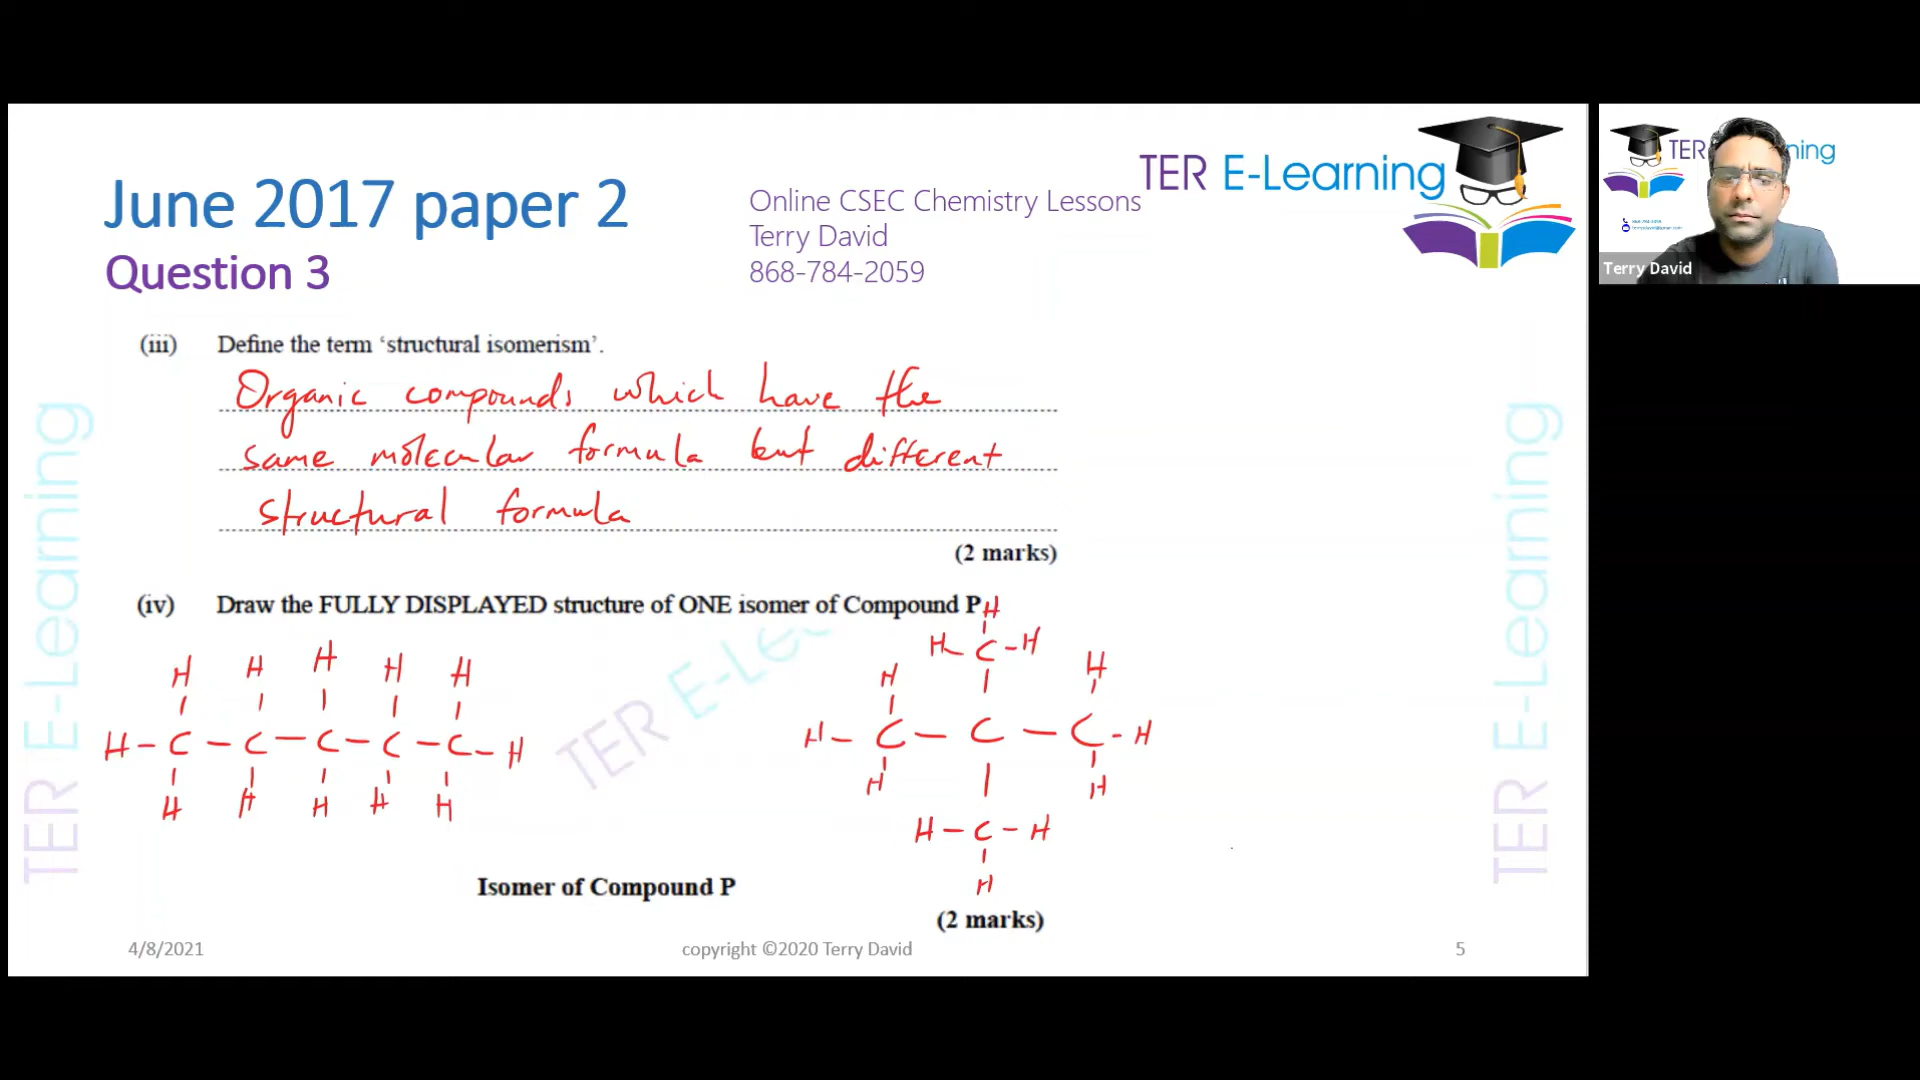 June 2017 paper 2
Question 3
Online CSEC Chemistry Lessons
Terry David
868-784-2059
TER E-Learning
TER ning
Terry David
(iii) Define the term ‘structural isomerism’.
Organic compounds which have the
same molecular formula but different
structural formula
(2 marks)
(iv) Draw the FULLY DISPLAYED structure of ONE isomer of Compound P
H H H H H
H - C - C - C - C - C - H
H H H H H
H
H - C - H
H H
H - C - C - C - H
H H
H - C - H
H
Isomer of Compound P
(2 marks)
4/8/2021
copyright ©2020 Terry David
5
TER E-Learning
TER E-Le
TER E-Learning